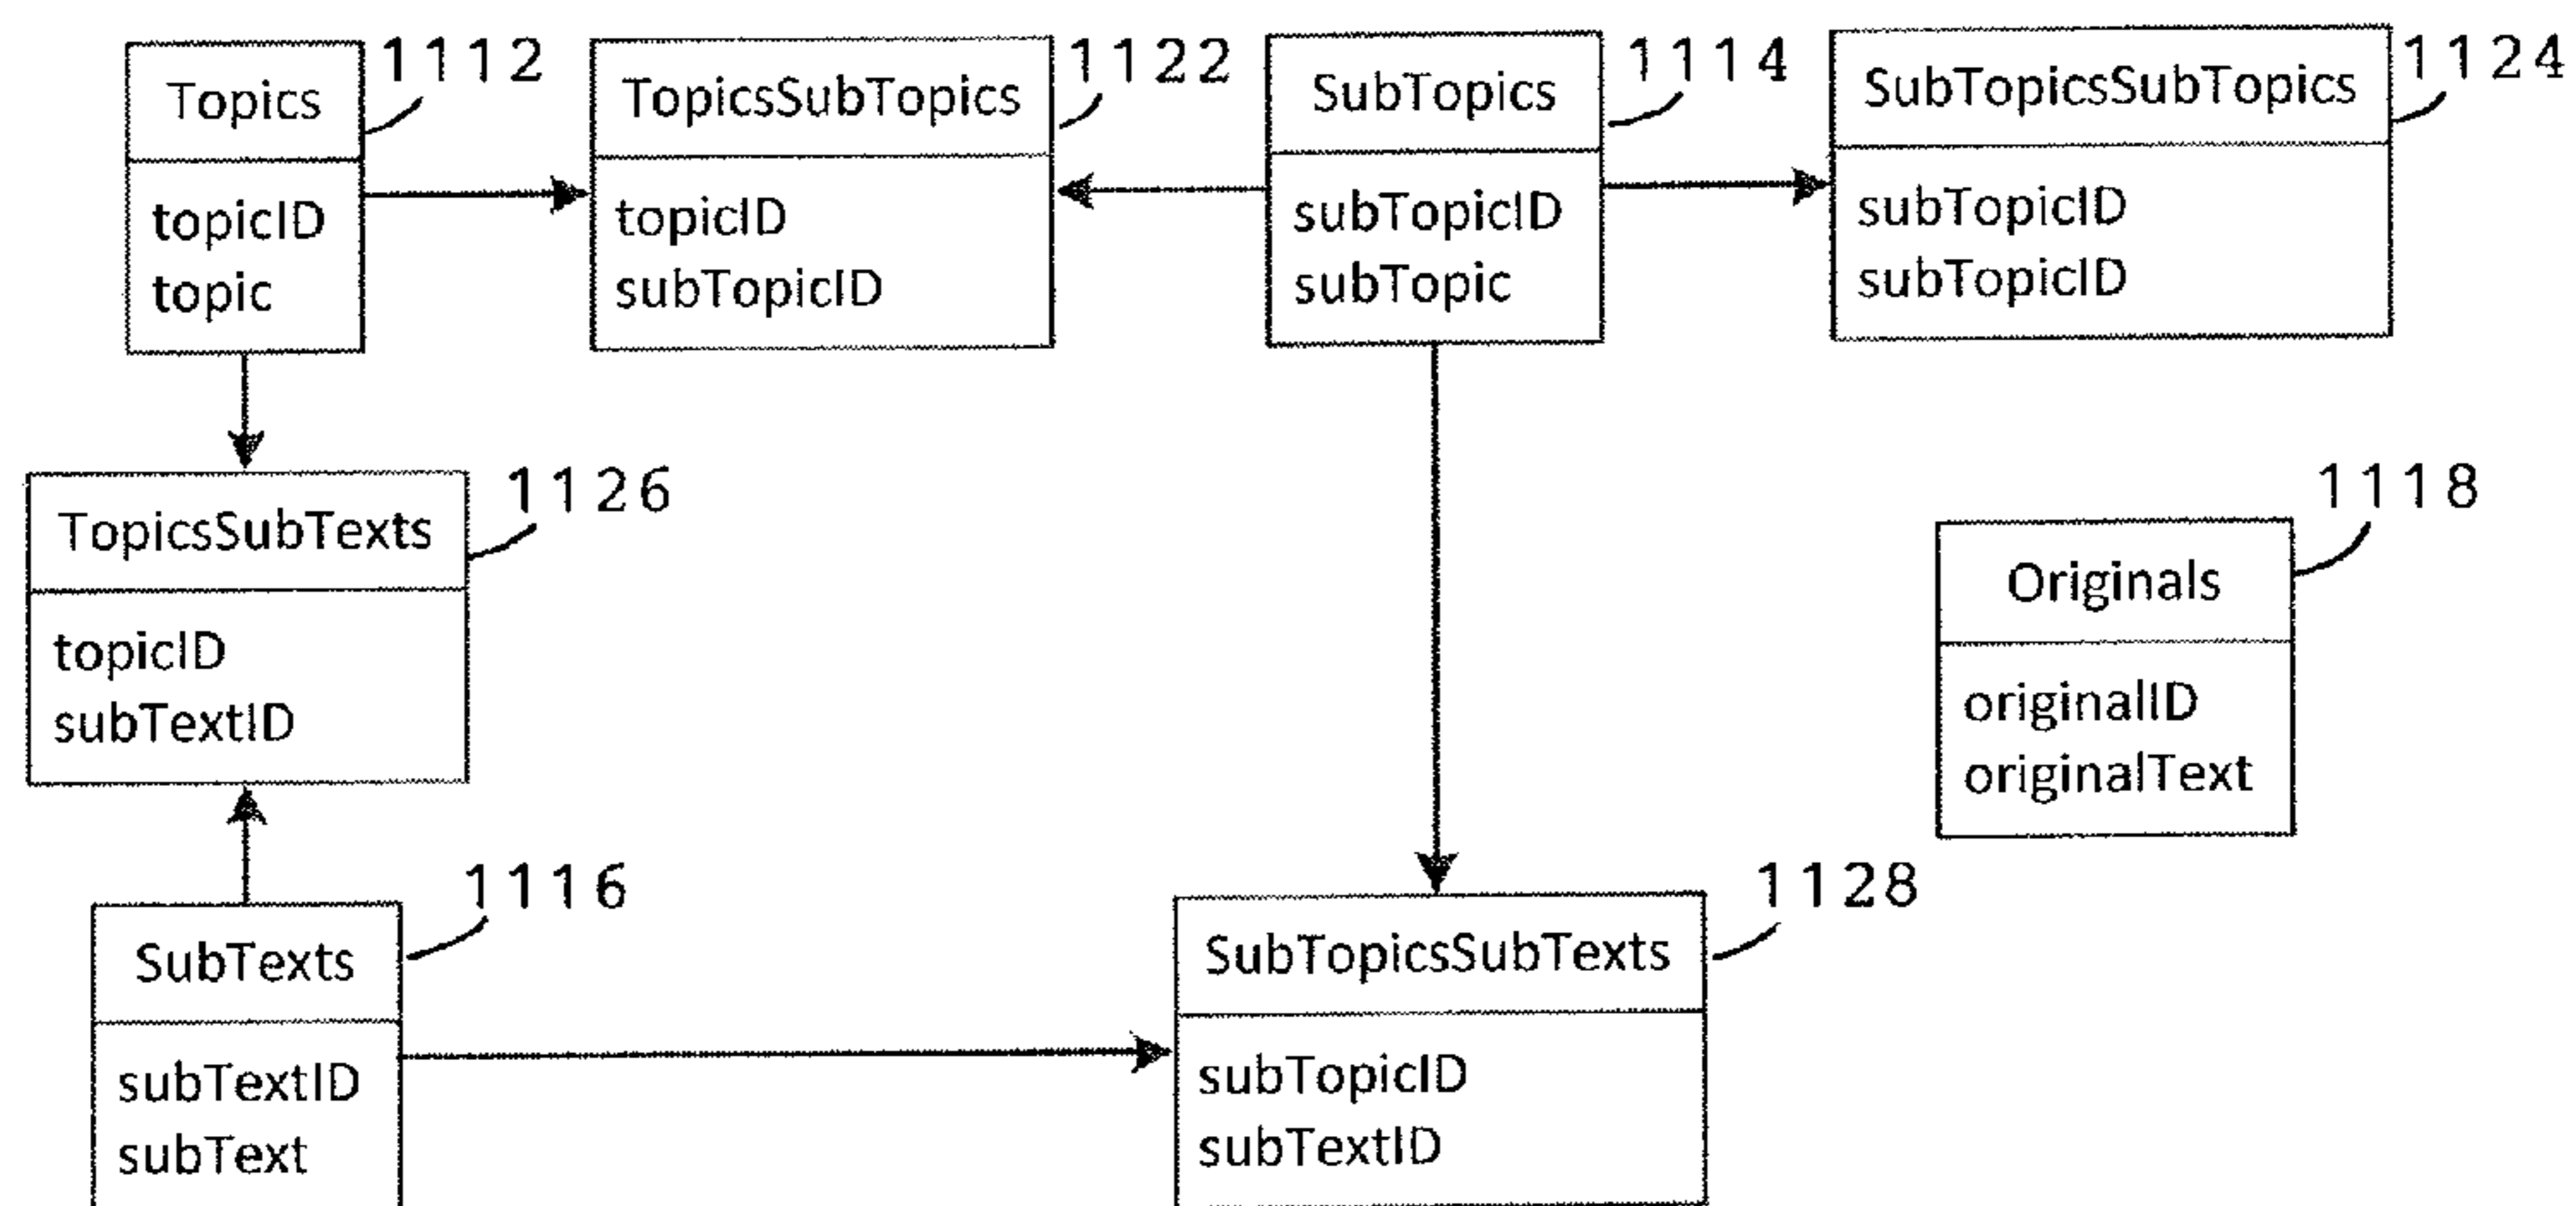 Topics
1112
topicID
topic
TopicsSubTopics
1122
topicID
subTopicID
SubTopics
1114
subTopicID
subTopic
SubTopicsSubTopics
1124
subTopicID
subTopicID
TopicsSubTexts
1126
topicID
subTextID
Originals
1118
originalID
originalText
SubTexts
1116
subTextID
subText
SubTopicsSubTexts
1128
subTopicID
subTextID